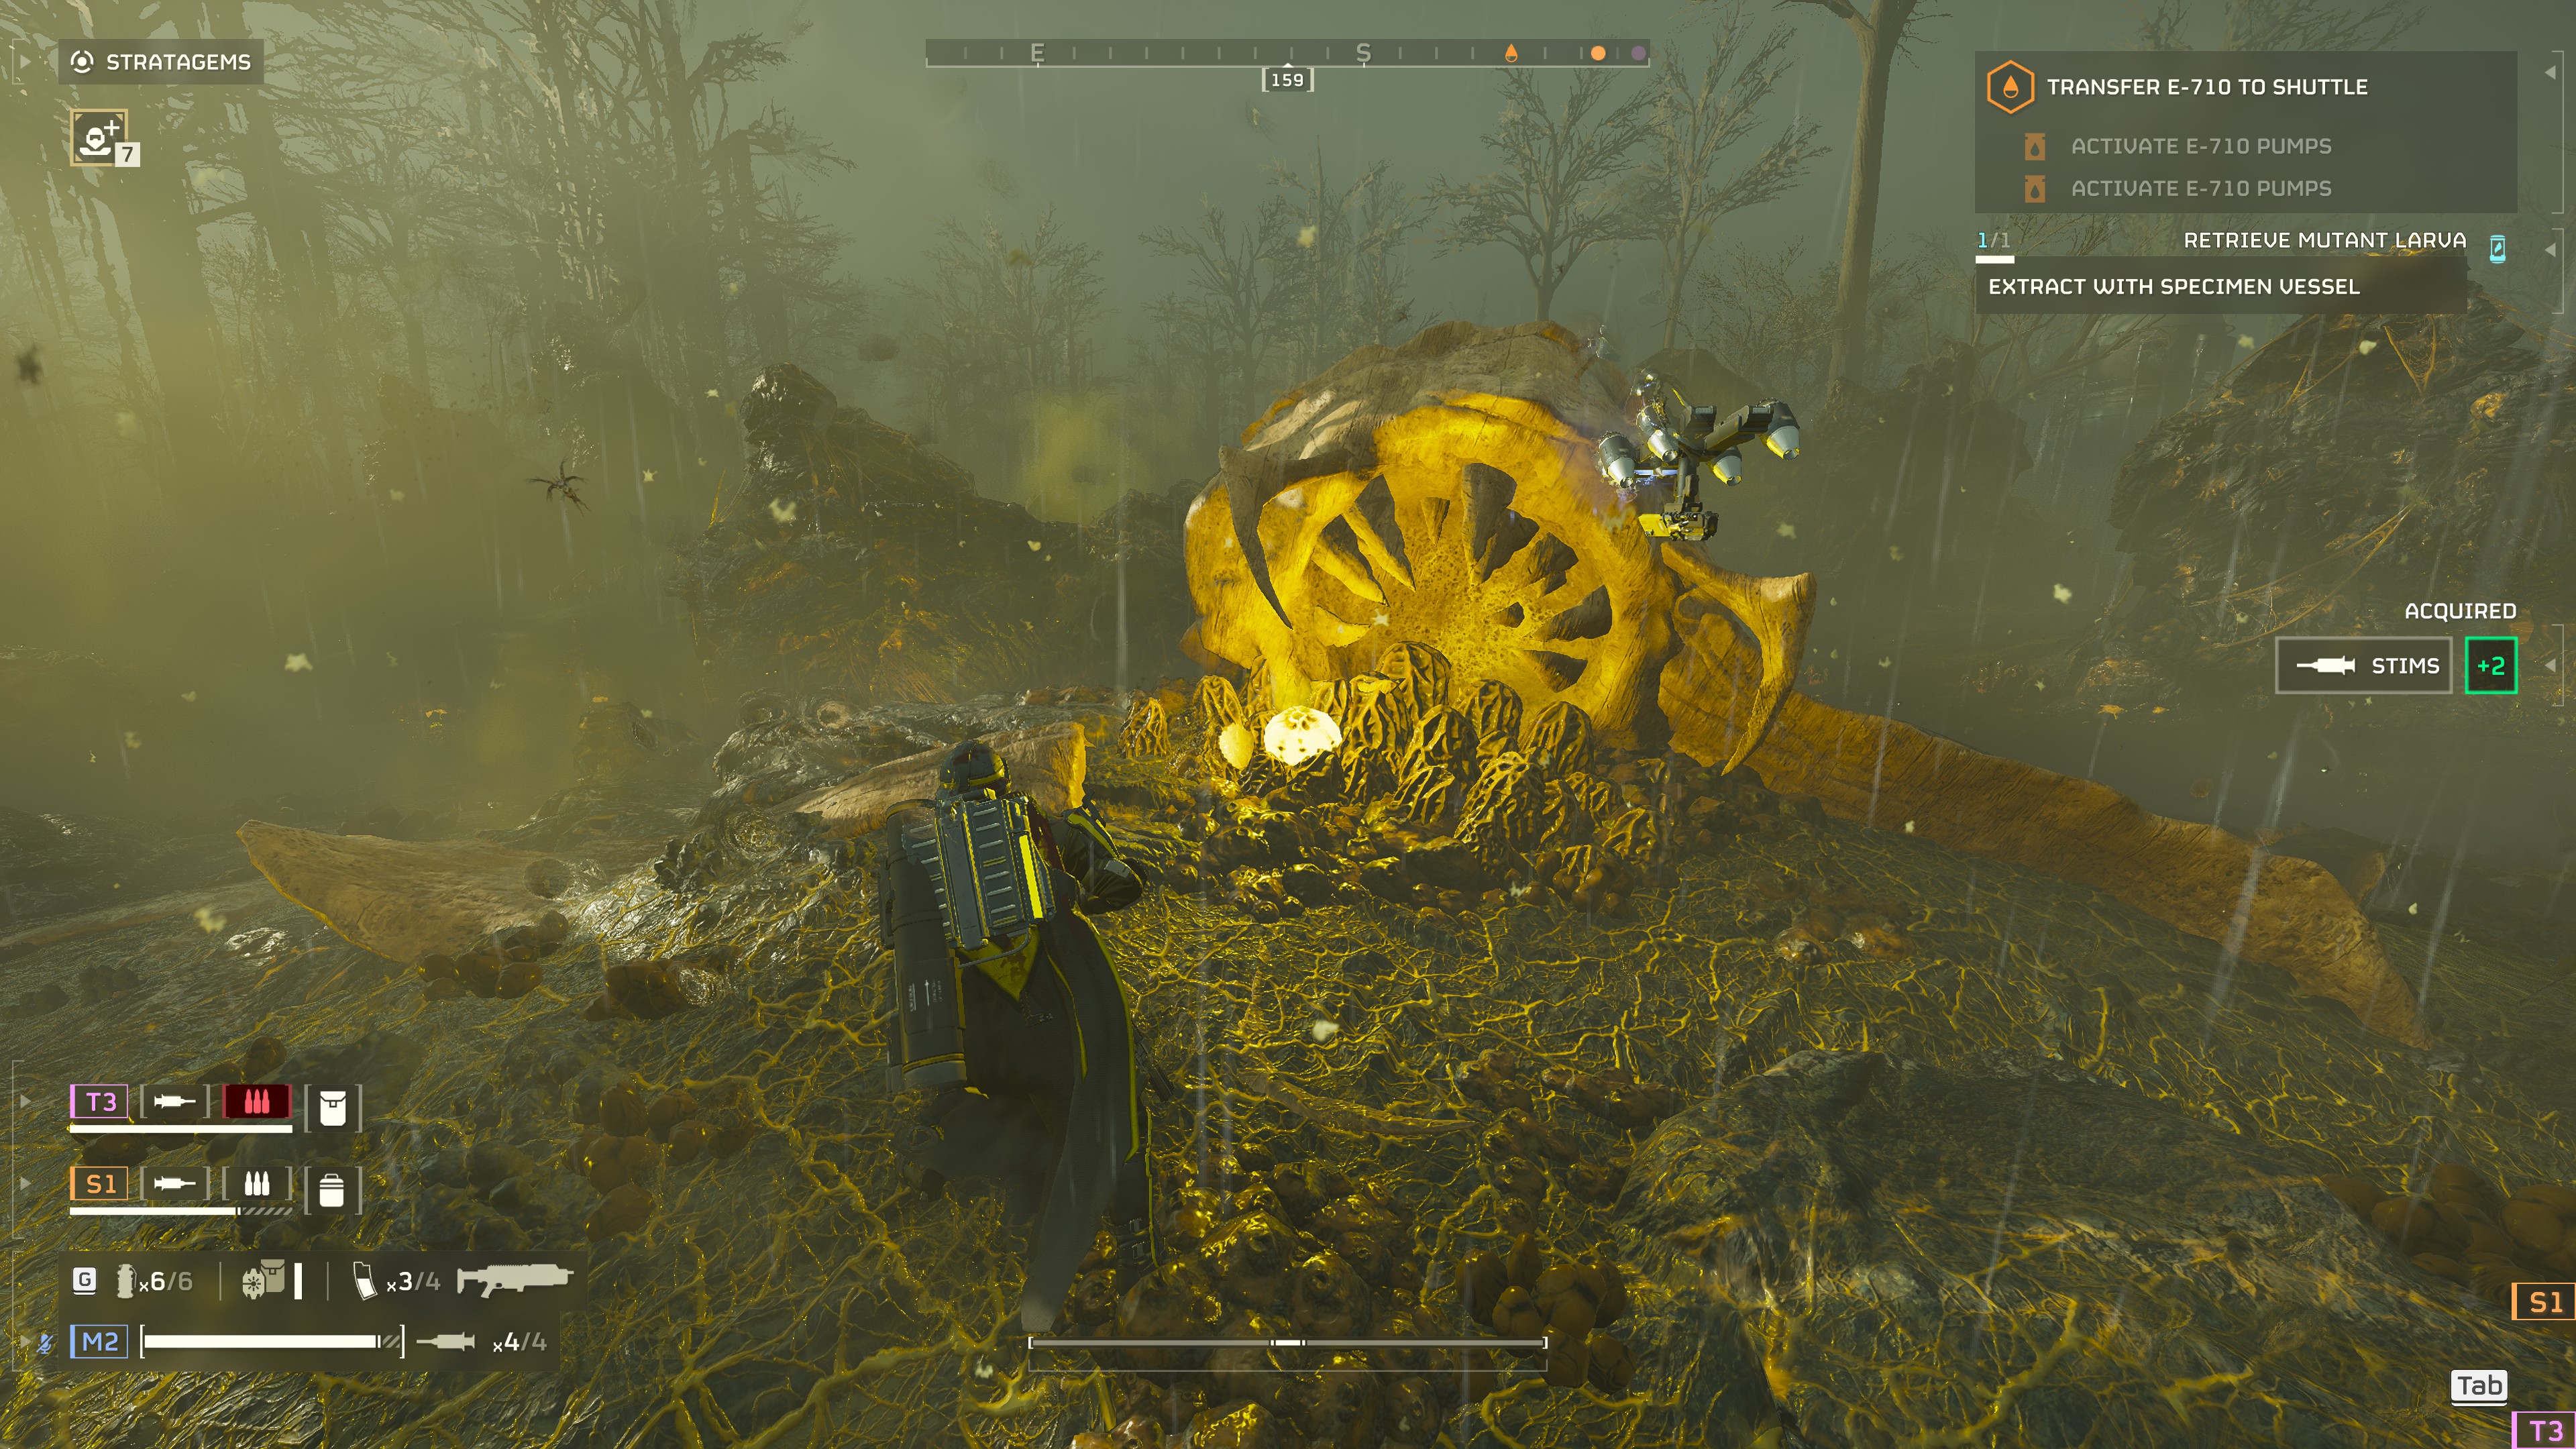 STRATAGEMS
7
E
S
[159]
TRANSFER E-710 TO SHUTTLE
ACTIVATE E-710 PUMPS
ACTIVATE E-710 PUMPS
1/1
RETRIEVE MUTANT LARVA
EXTRACT WITH SPECIMEN VESSEL
ACQUIRED
STIMS +2
T3
S1
G x6/6 x3/4
M2 x4/4
S1
Tab
T3